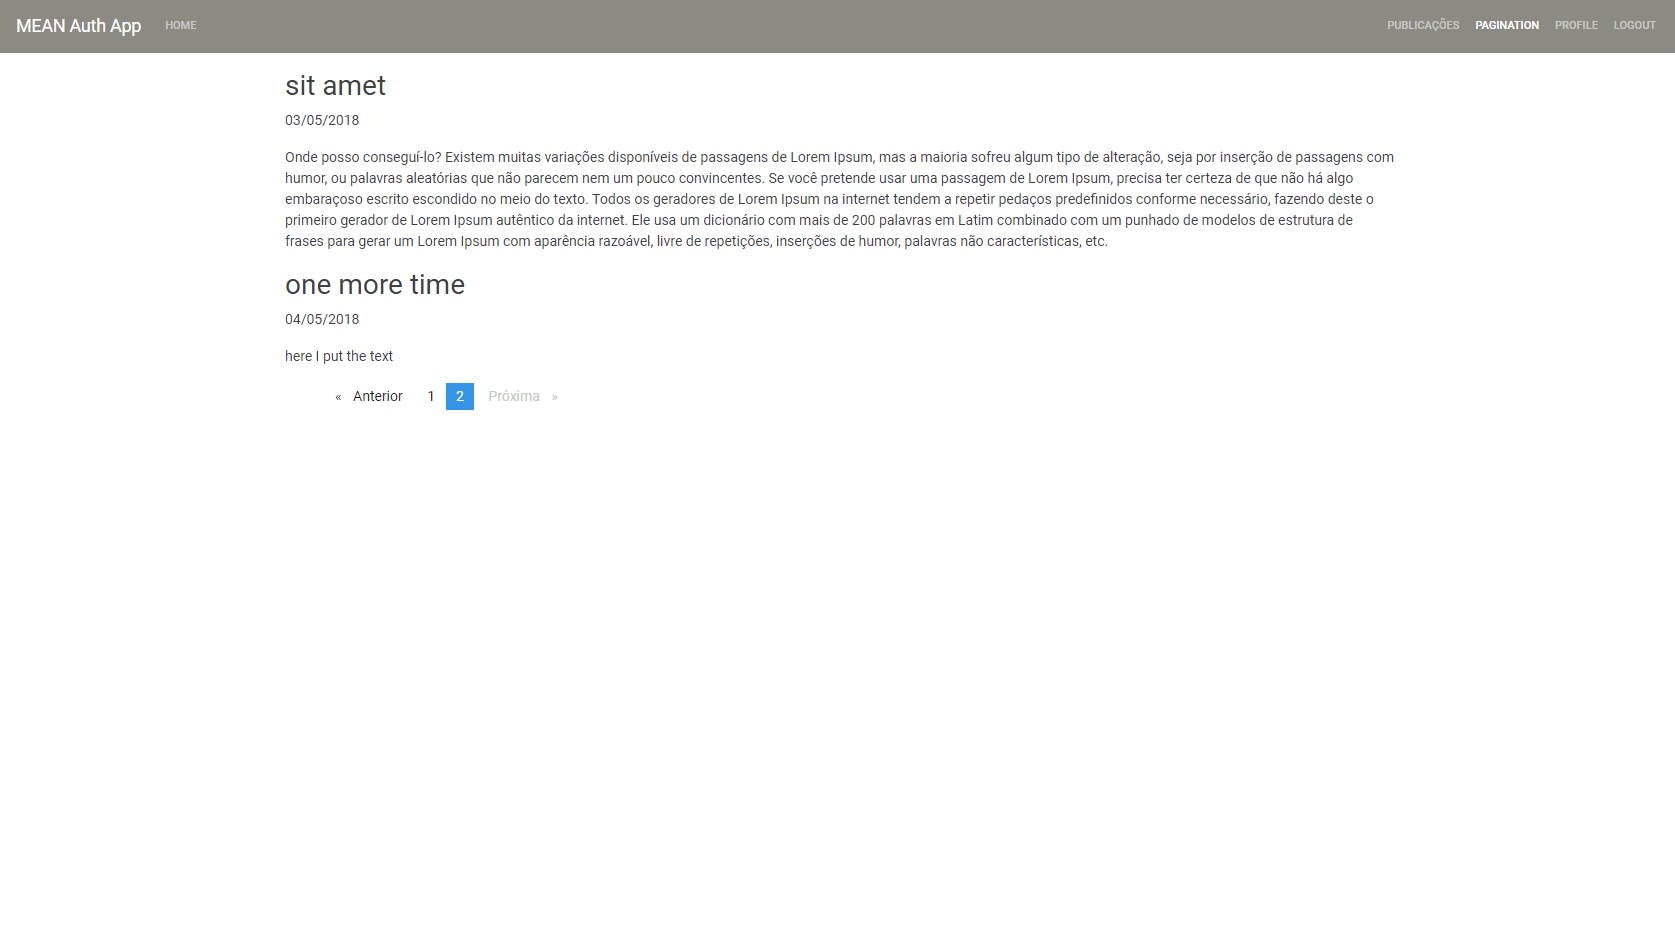 MEAN Auth App HOME PUBLICAÇÕES PAGINATION PROFILE LOGOUT
sit amet
03/05/2018
Onde posso conseguí-lo? Existem muitas variações disponíveis de passagens de Lorem Ipsum, mas a maioria sofreu algum tipo de alteração, seja por inserção de passagens com
humor, ou palavras aleatórias que não parecem nem um pouco convincentes. Se você pretende usar uma passagem de Lorem Ipsum, precisa ter certeza de que não há algo
embaraçoso escrito escondido no meio do texto. Todos os geradores de Lorem Ipsum na internet tendem a repetir pedaços predefinidos conforme necessário, fazendo deste o
primeiro gerador de Lorem Ipsum autêntico da internet. Ele usa um dicionário com mais de 200 palavras em Latim combinado com um punhado de modelos de estrutura de
frases para gerar um Lorem Ipsum com aparência razoável, livre de repetições, inserções de humor, palavras não características, etc.
one more time
04/05/2018
here I put the text
« Anterior 1 2 Próxima »